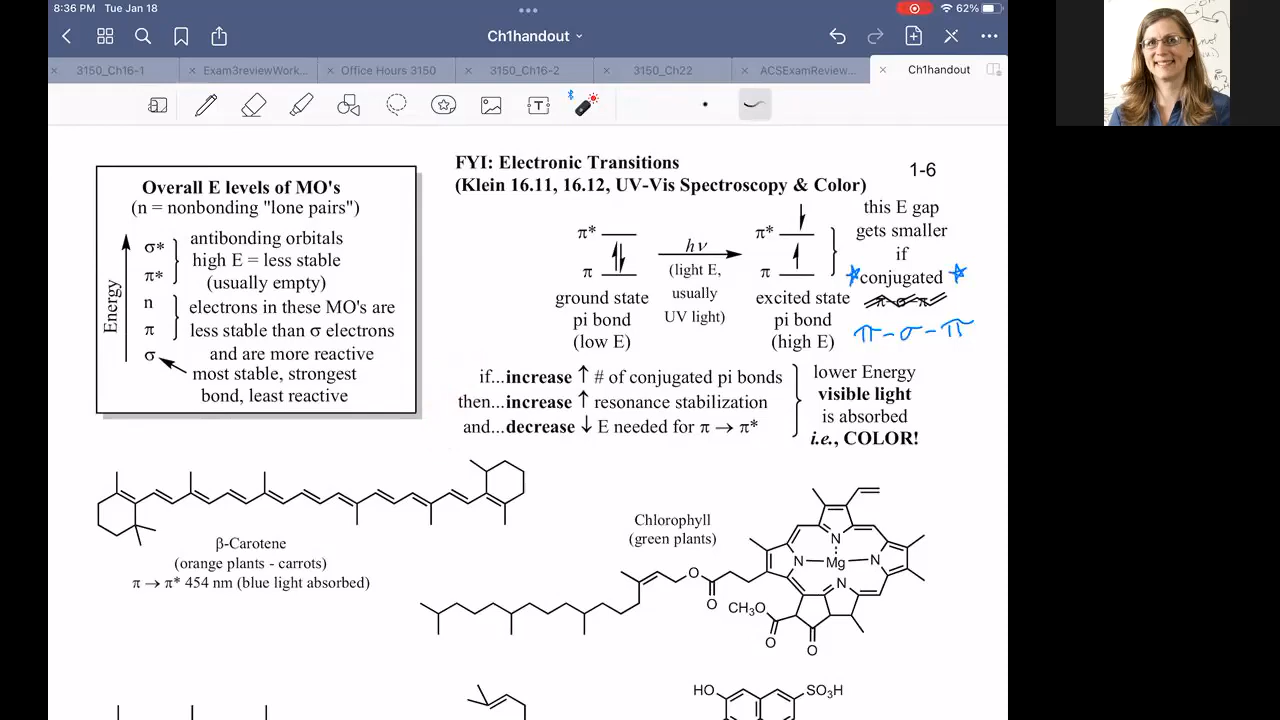 8:36 PM Tue Jan 18
62%
Ch1handout
3150_Ch16-1
Exam3reviewWork...
Office Hours 3150
3150_Ch16-2
3150_Ch22
ACSExamReview...
Ch1handout
T
Overall E levels of MO's
(n = nonbonding "lone pairs")
Energy
σ*
π*
n
π
σ
antibonding orbitals
high E = less stable
(usually empty)
electrons in these MO's are
less stable than σ electrons
and are more reactive
most stable, strongest
bond, least reactive
FYI: Electronic Transitions
(Klein 16.11, 16.12, UV-Vis Spectroscopy & Color)
1-6
π*
π
ground state
pi bond
(low E)
hν
(light E,
usually
UV light)
π*
π
excited state
pi bond
(high E)
this E gap
gets smaller
if
conjugated
π-σ-π
π-σ-π
if...increase ↑ # of conjugated pi bonds
then...increase ↑ resonance stabilization
and...decrease ↓ E needed for π → π*
lower Energy
visible light
is absorbed
i.e., COLOR!
β-Carotene
(orange plants - carrots)
π → π* 454 nm (blue light absorbed)
Chlorophyll
(green plants)
N
N
Mg
N
N
O
O
CH3O
O
O
HO
SO3H